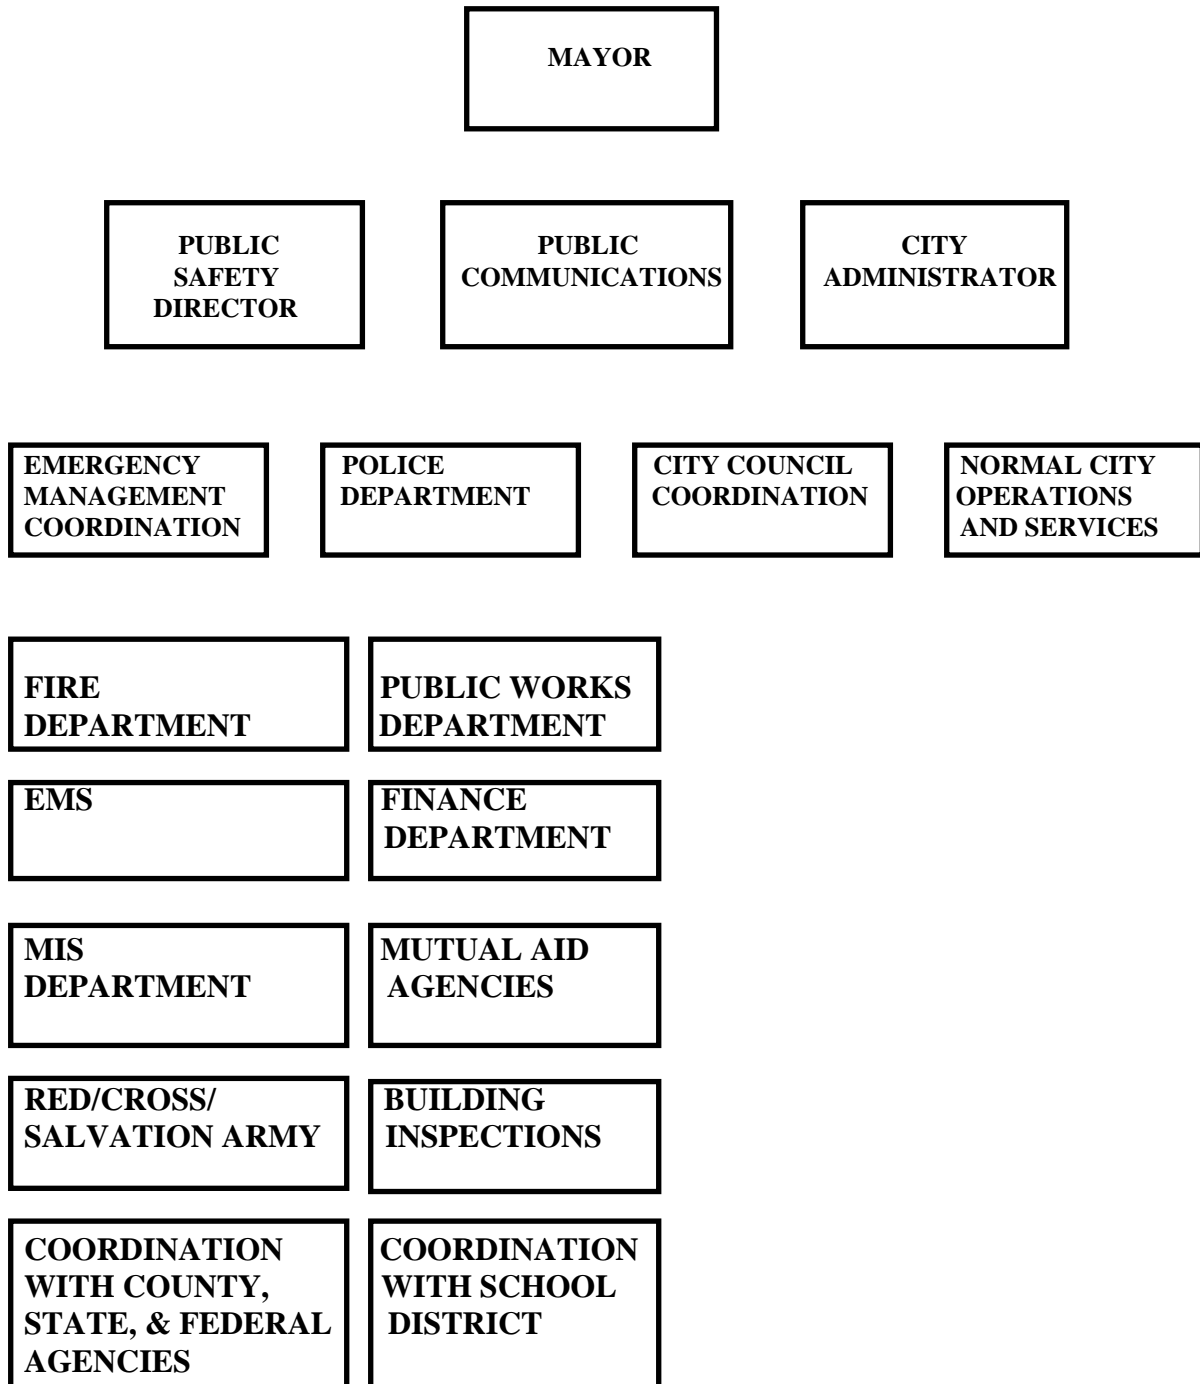 MAYOR
PUBLIC
SAFETY
DIRECTOR
PUBLIC
COMMUNICATIONS
CITY
ADMINISTRATOR
EMERGENCY
MANAGEMENT
COORDINATION
POLICE
DEPARTMENT
CITY COUNCIL
COORDINATION
NORMAL CITY
OPERATIONS
AND SERVICES
FIRE
DEPARTMENT
PUBLIC WORKS
DEPARTMENT
EMS
FINANCE
DEPARTMENT
MIS
DEPARTMENT
MUTUAL AID
AGENCIES
RED/CROSS/
SALVATION ARMY
BUILDING
INSPECTIONS
COORDINATION
WITH COUNTY,
STATE, & FEDERAL
AGENCIES
COORDINATION
WITH SCHOOL
DISTRICT